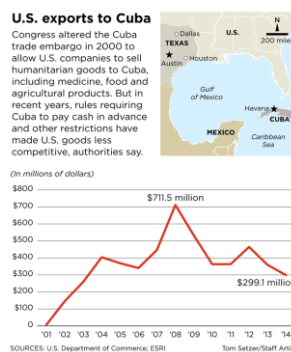 U.S. exports to Cuba
Congress altered the Cuba
trade embargo in 2000 to
allow U.S. companies to sell
humanitarian goods to Cuba,
including medicine, food and
agricultural products. But in
recent years, rules requiring
Cuba to pay cash in advance
and other restrictions have
made U.S. goods less
competitive, authorities say.
N
Dallas
U.S.
200 mile
TEXAS
Austin
Houston
Gulf
of Mexico
Havana
CUBA
MEXICO
Caribbean
Sea
(In millions of dollars)
$800
$711.5 million
$700
$600
$500
$400
$300
$299.1 millio
$200
$100
0
'01 '02 '03 '04 '05 '06 '07 '08 '09 '10 '11 '12 '13 '14
SOURCES: U.S. Department of Commerce; ESRI
Tom Setzer/Staff Arti